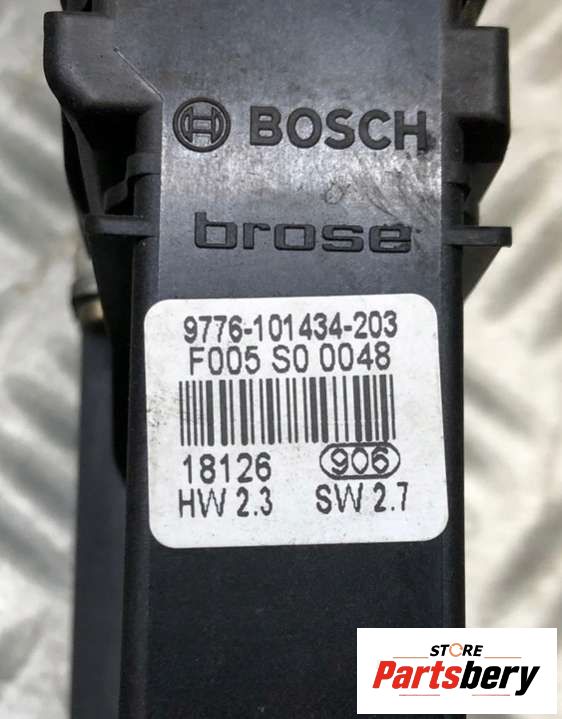 BOSCH
brose
9776-101434-203
F005 S0 0048
18126 906
HW 2.3 SW 2.7
STORE
Partsbery